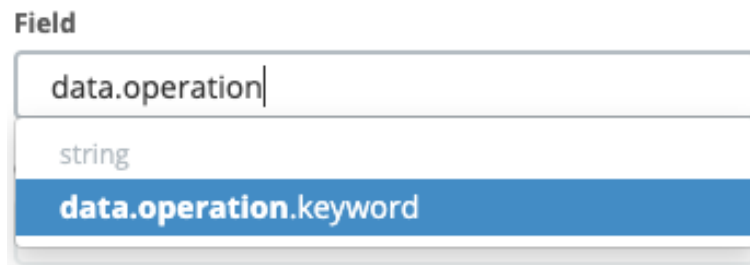 Field
data.operation
string
data.operation.keyword